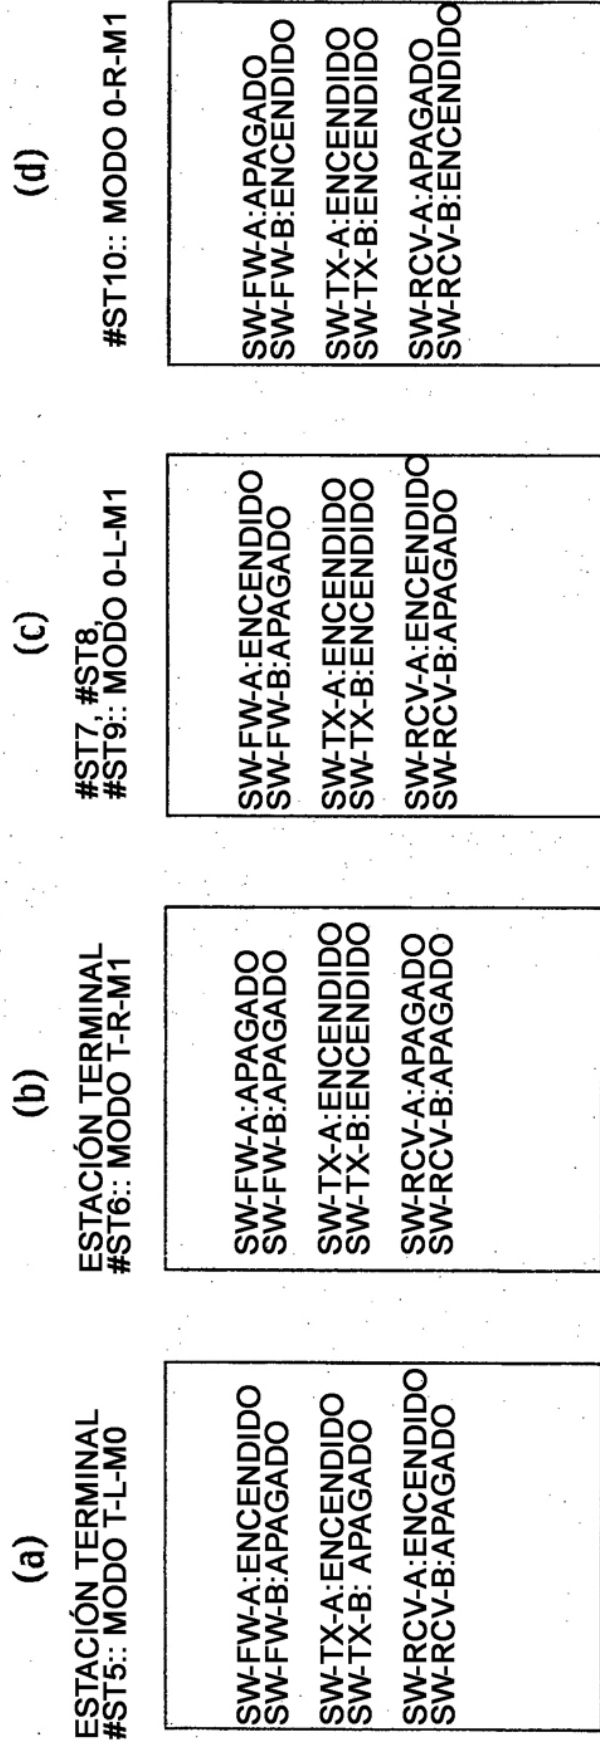 (a)
ESTACIÓN TERMINAL
#ST5:: MODO T-L-M0
SW-FW-A:ENCENDIDO
SW-FW-B:APAGADO
SW-TX-A:ENCENDIDO
SW-TX-B: APAGADO
SW-RCV-A:ENCENDIDO
SW-RCV-B:APAGADO
(b)
ESTACIÓN TERMINAL
#ST6:: MODO T-R-M1
SW-FW-A:APAGADO
SW-FW-B:APAGADO
SW-TX-A:ENCENDIDO
SW-TX-B:ENCENDIDO
SW-RCV-A:APAGADO
SW-RCV-B:APAGADO
(c)
#ST7, #ST8,
#ST9:: MODO 0-L-M1
SW-FW-A:ENCENDIDO
SW-FW-B:APAGADO
SW-TX-A:ENCENDIDO
SW-TX-B:ENCENDIDO
SW-RCV-A:ENCENDIDO
SW-RCV-B:APAGADO
(d)
#ST10:: MODO 0-R-M1
SW-FW-A:APAGADO
SW-FW-B:ENCENDIDO
SW-TX-A:ENCENDIDO
SW-TX-B:ENCENDIDO
SW-RCV-A:APAGADO
SW-RCV-B:ENCENDIDO